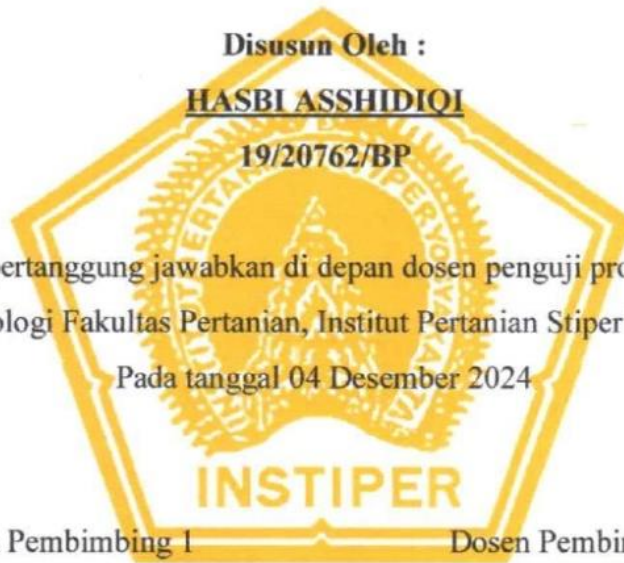 Disusun Oleh :
HASBI ASSHIDIQI
19/20762/BP
ertanggung jawabkan di depan dosen penguji pro
ologi Fakultas Pertanian, Institut Pertanian Stiper
Pada tanggal 04 Desember 2024
INSTIPER
Pembimbing 1 Dosen Pembin